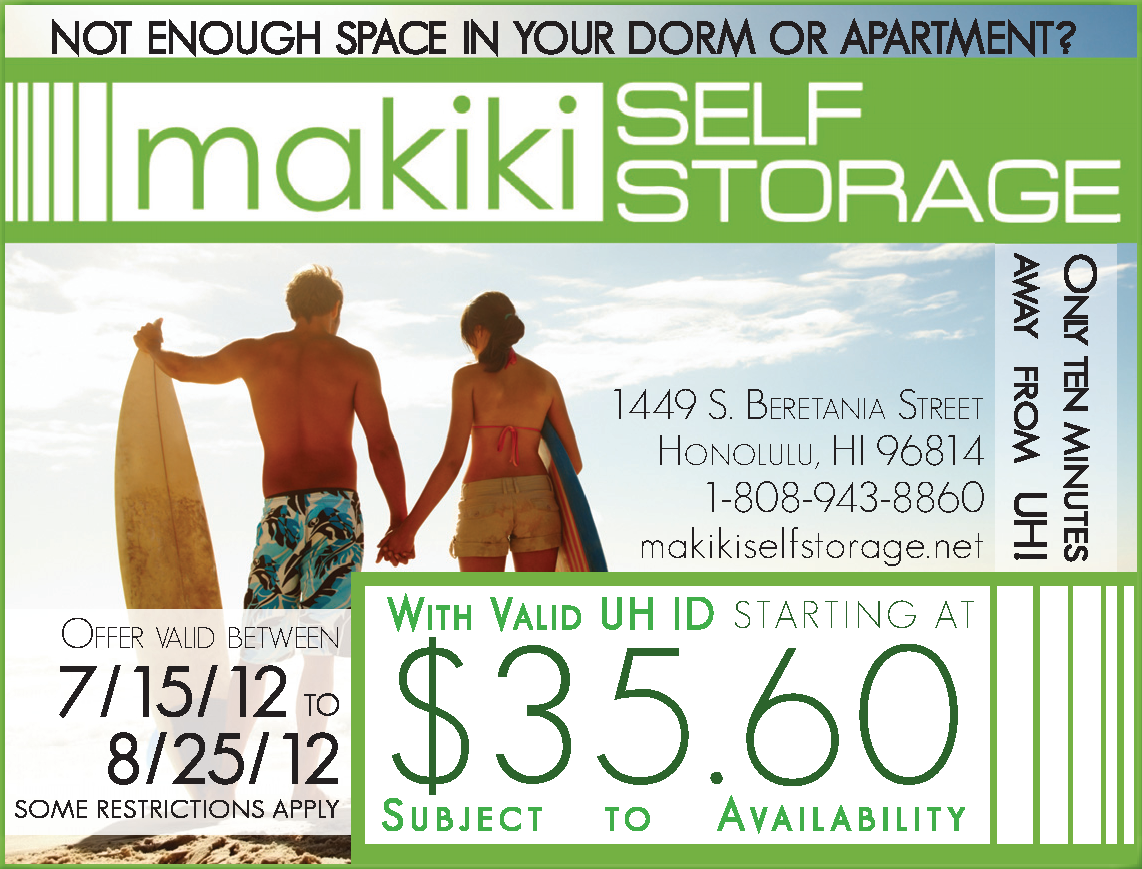 NOT ENOUGH SPACE IN YOUR DORM OR APARTMENT?
makiki SELF
STORAGE
ONLY TEN MINUTES
AWAY FROM UH!
1449 S. BERETANIA STREET
HONOLULU, HI 96814
1-808-943-8860
makikiselfstorage.net
OFFER VALID BETWEEN
7/15/12 TO
8/25/12
SOME RESTRICTIONS APPLY
WITH VALID UH ID STARTING AT
$35.60
SUBJECT TO AVAILABILITY